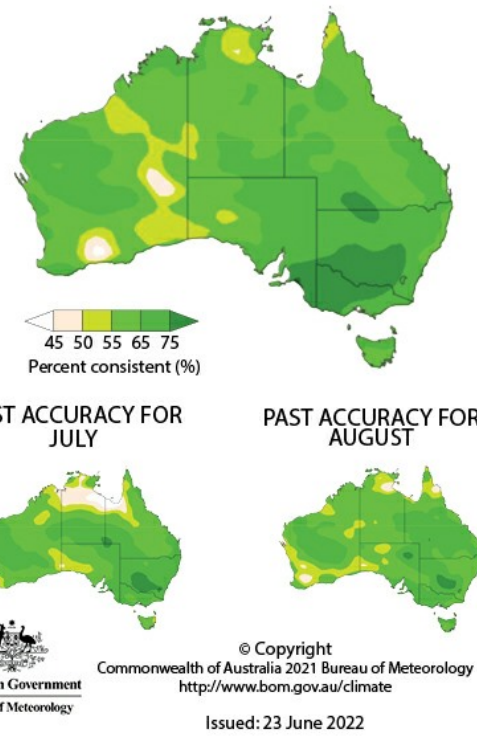 45 50 55 65 75
Percent consistent (%)
ST ACCURACY FOR
JULY
PAST ACCURACY FOR
AUGUST
n Government
f Meteorology
© Copyright
Commonwealth of Australia 2021 Bureau of Meteorology
http://www.bom.gov.au/climate
Issued: 23 June 2022